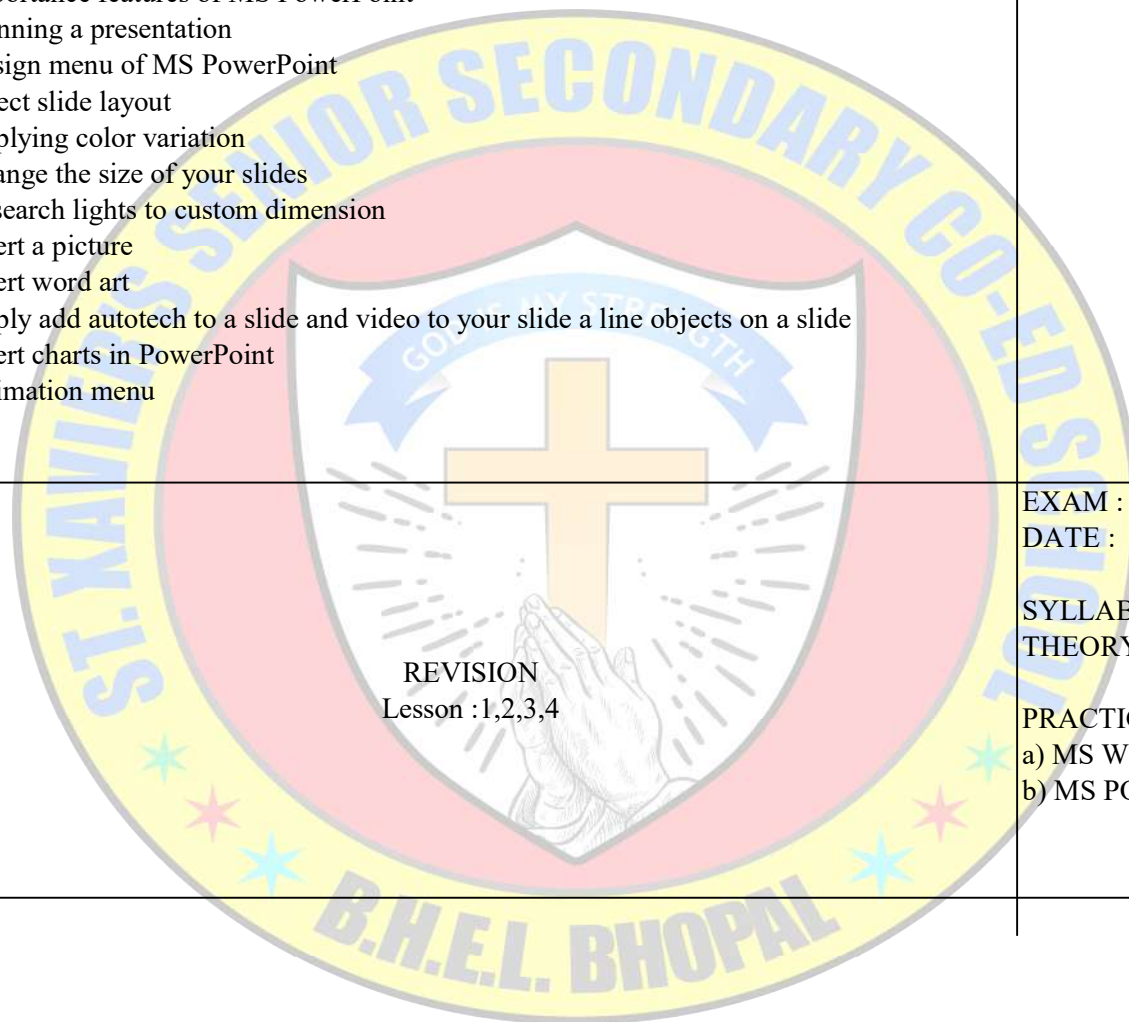 portance features of MS PowerPoint
nning a presentation
sign menu of MS PowerPoint
ect slide layout
plying color variation
ange the size of your slides
search lights to custom dimension
ert a picture
ert word art
ply add autotech to a slide and video to your slide a line objects on a slide
ert charts in PowerPoint
imation menu
EXAM :
DATE :
SYLLAB
THEORY
PRACTI
a) MS W
b) MS PO
REVISION
Lesson :1,2,3,4
ST. XAVIER'S SENIOR SECONDARY CO-ED SCHOOL
GOD IS MY STRENGTH
B.H.E.L. BHOPAL